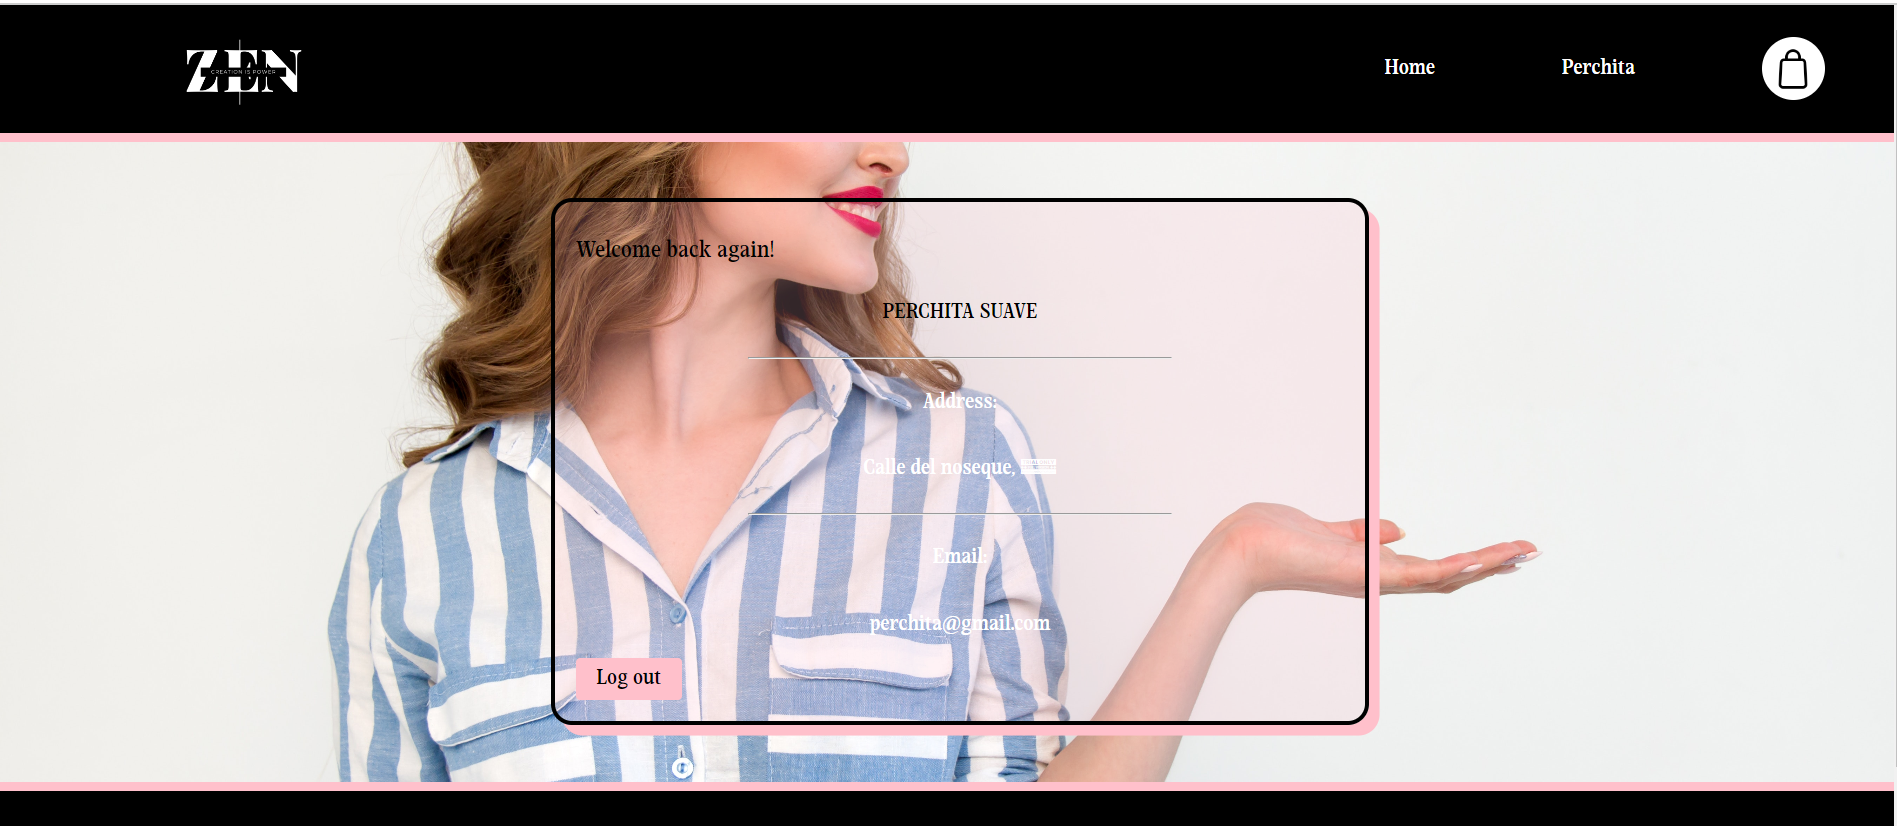 ZEN
CREATION IS POWER
Home
Perchita
Welcome back again!
PERCHITA SUAVE
Address:
Calle del noseque,
Email:
perchita@gmail.com
Log out